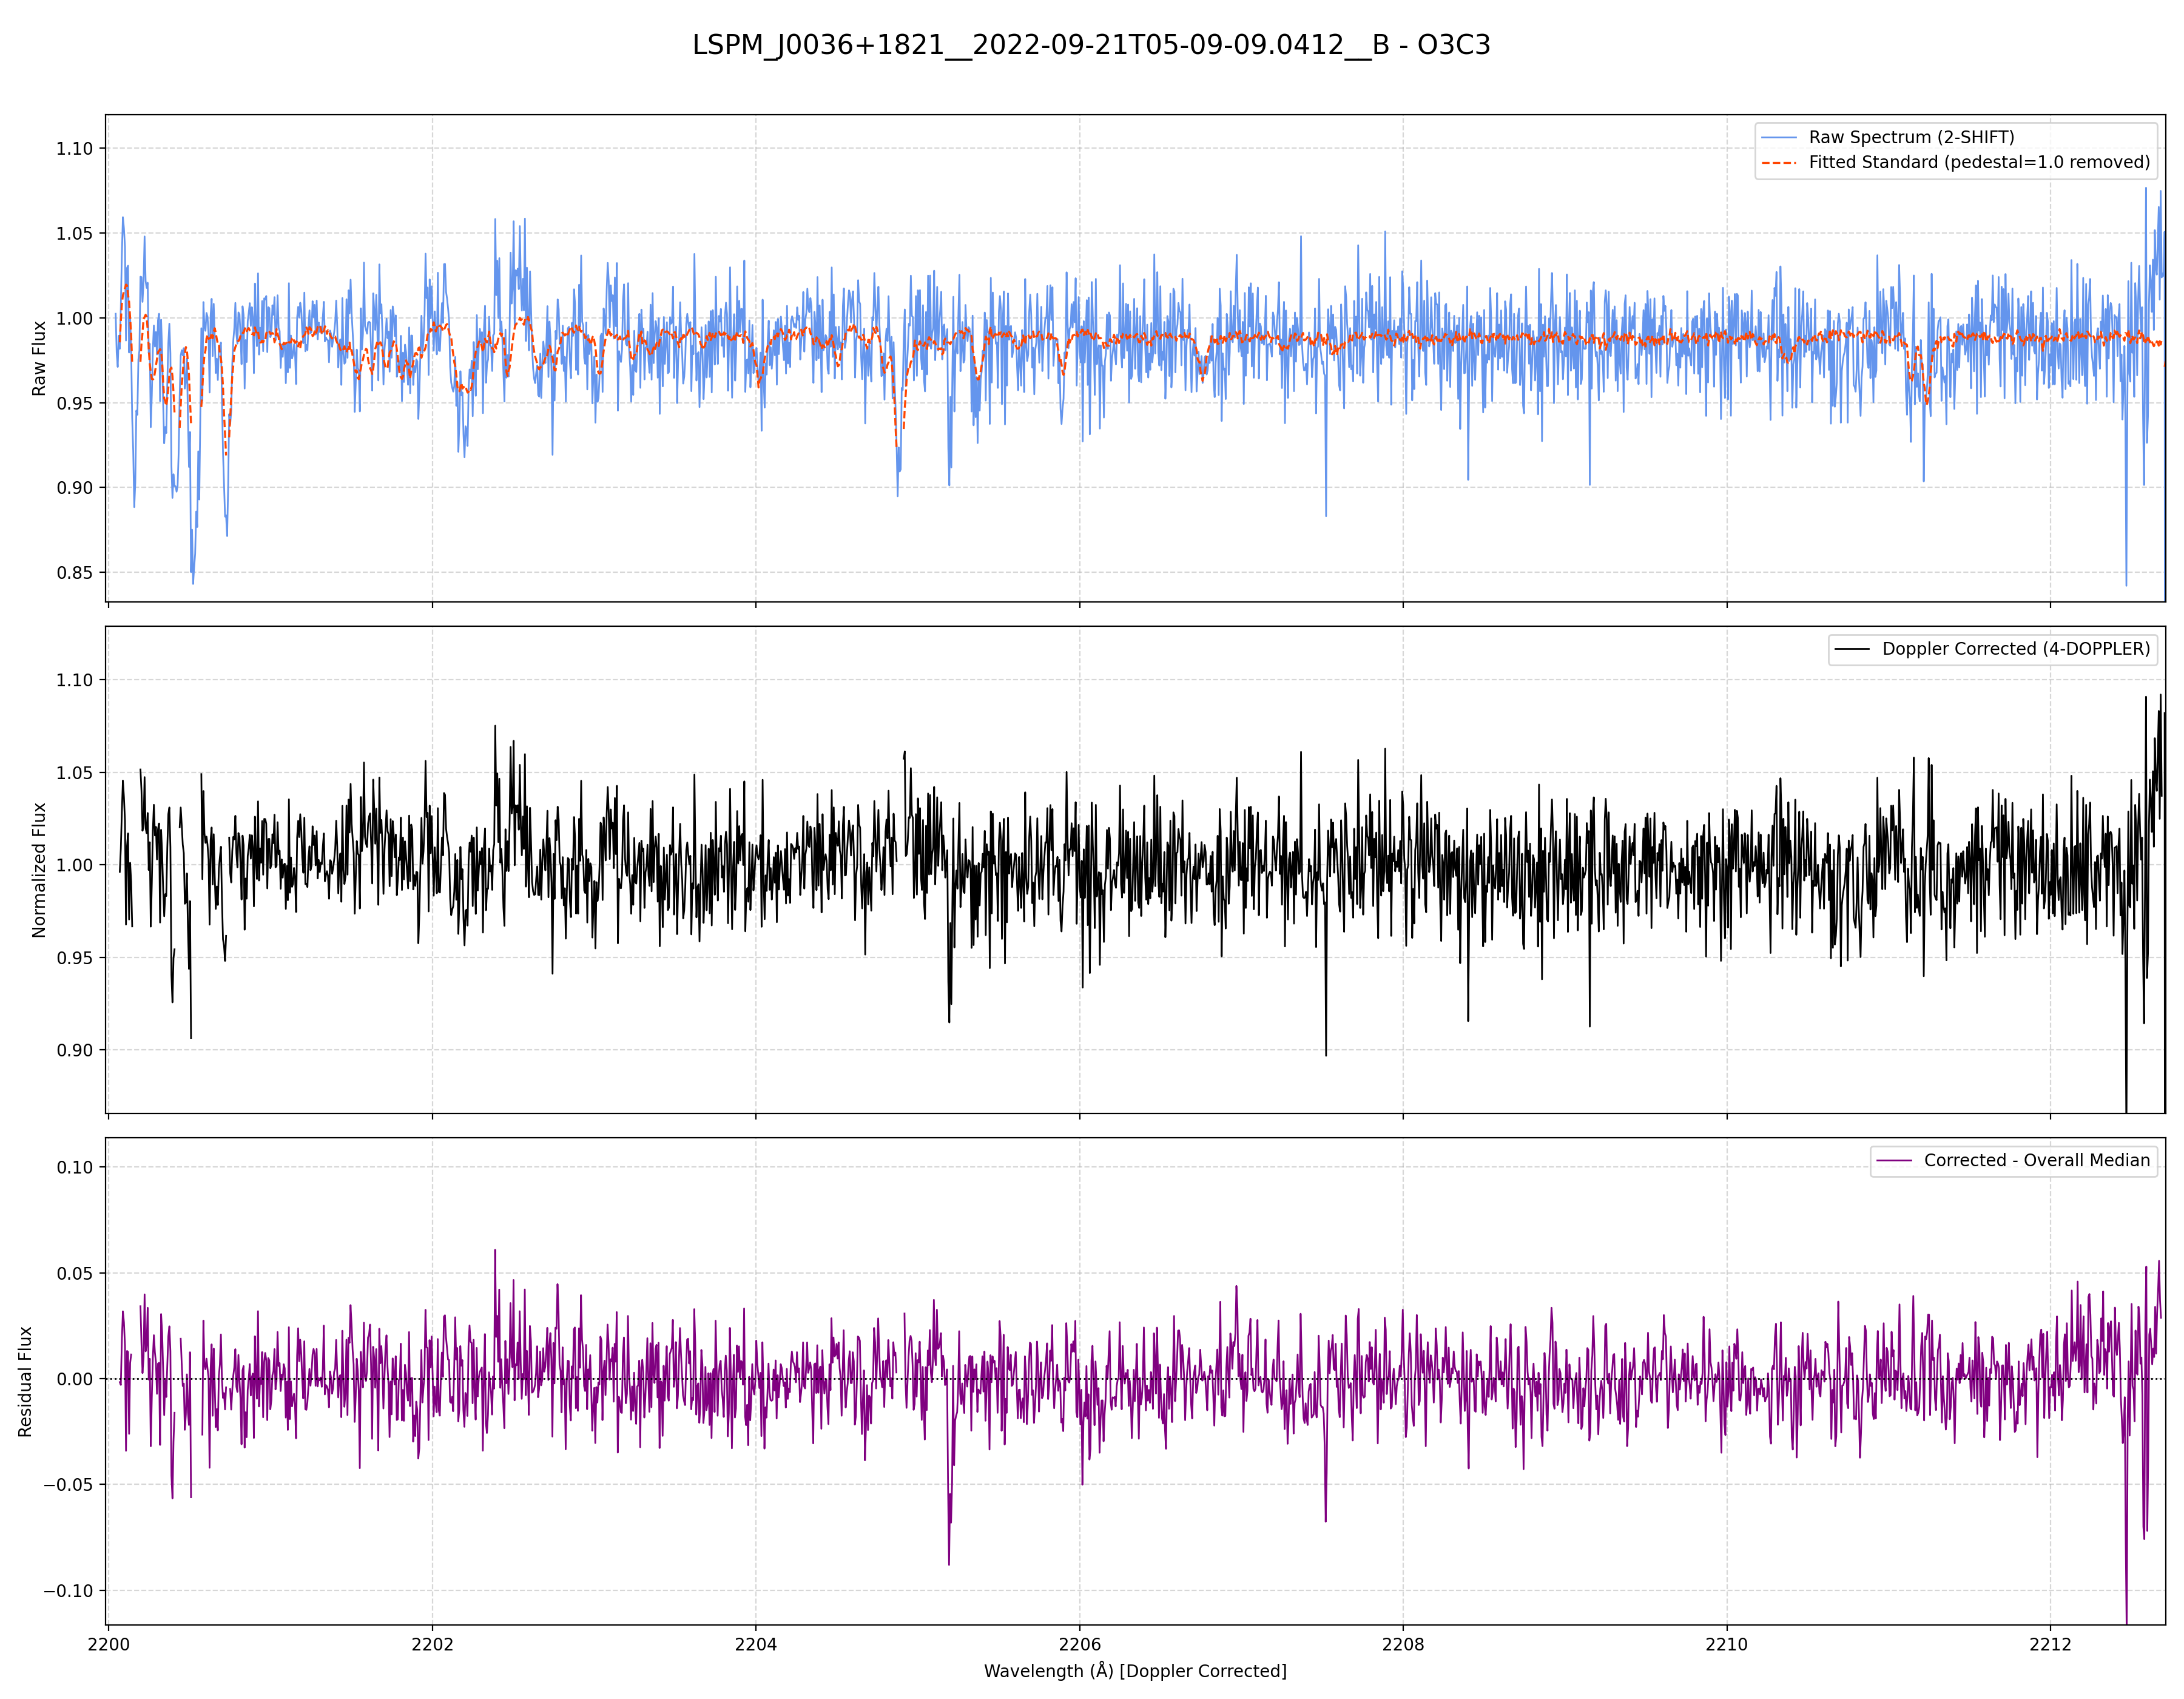 LSPM_J0036+1821__2022-09-21T05-09-09.0412__B - O3C3
Raw Spectrum (2-SHIFT)
Fitted Standard (pedestal=1.0 removed)
1.10
1.05
1.00
0.95
0.90
0.85
Raw Flux
Doppler Corrected (4-DOPPLER)
1.10
1.05
1.00
0.95
0.90
Normalized Flux
Corrected - Overall Median
0.10
0.05
0.00
−0.05
−0.10
Residual Flux
2200 2202 2204 2206 2208 2210 2212
Wavelength (Å) [Doppler Corrected]